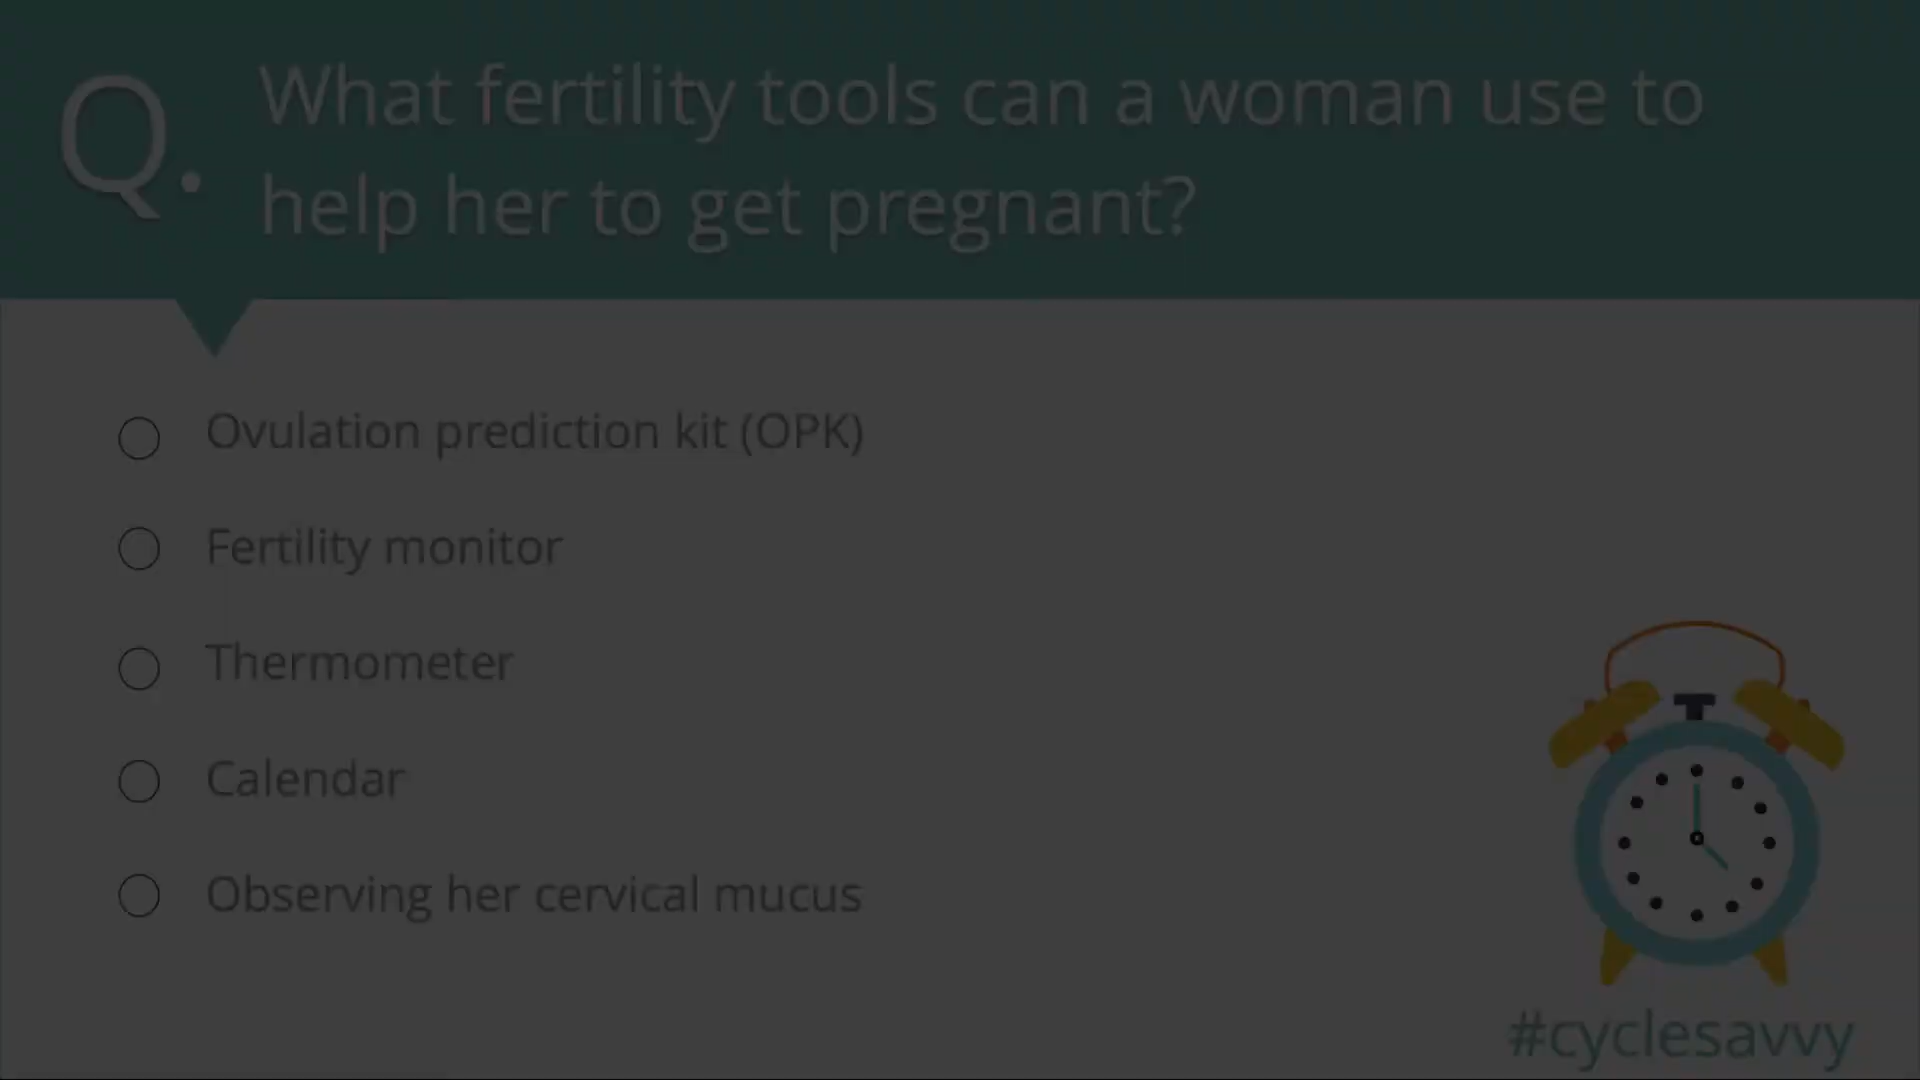 Q.
What fertility tools can a woman use to
help her to get pregnant?
Ovulation prediction kit (OPK)
Fertility monitor
Thermometer
Calendar
Observing her cervical mucus
#cyclesavvy